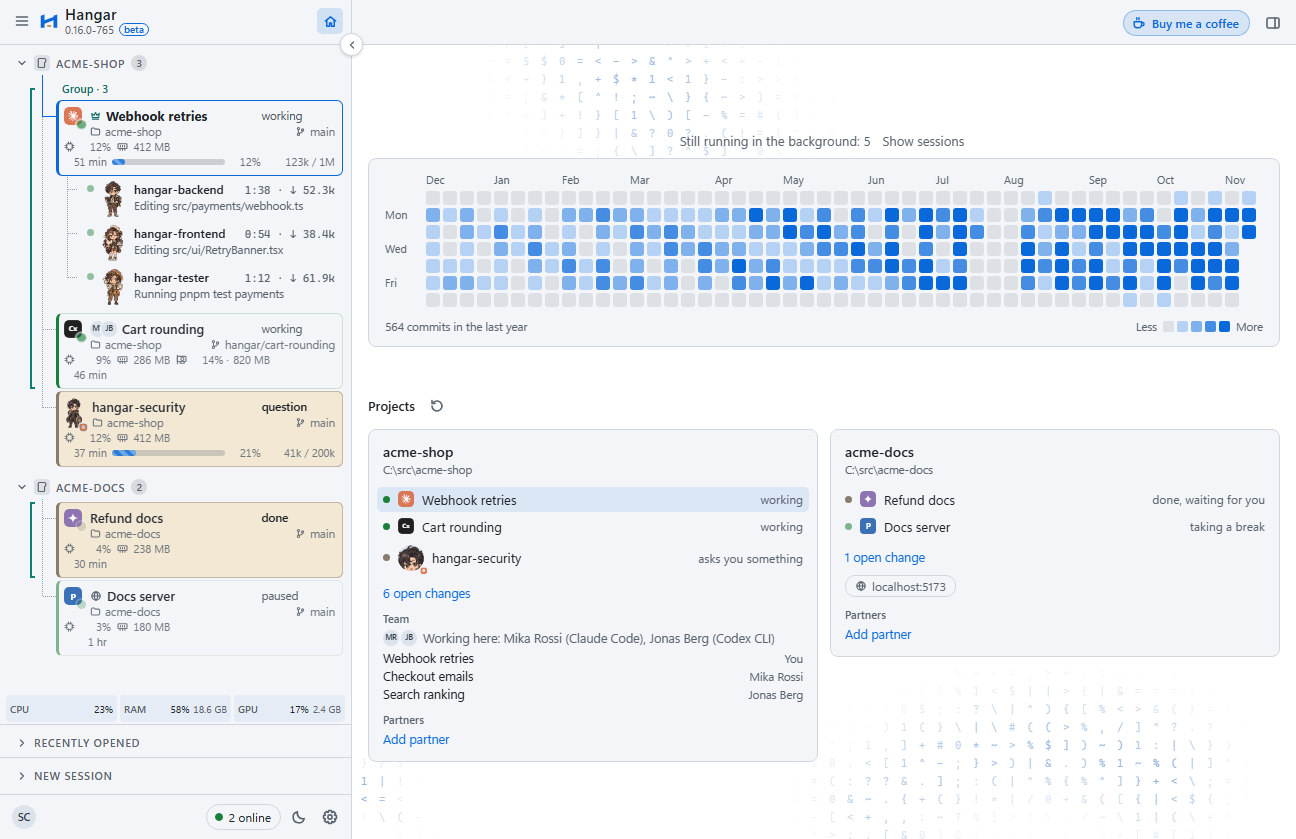 Hangar
0.16.0-765 beta
Buy me a coffee
ACME-SHOP 3
Group · 3
Webhook retries working
acme-shop main
12% 412 MB
51 min 12% 123k / 1M
hangar-backend 1:38 · ↓ 52.3k
Editing src/payments/webhook.ts
hangar-frontend 0:54 · ↓ 38.4k
Editing src/ui/RetryBanner.tsx
hangar-tester 1:12 · ↓ 61.9k
Running pnpm test payments
Cx M JB Cart rounding working
acme-shop hangar/cart-rounding
9% 286 MB 14% · 820 MB
46 min
hangar-security question
acme-shop main
12% 412 MB
37 min 21% 41k / 200k
ACME-DOCS 2
Refund docs done
acme-docs main
4% 238 MB
30 min
P Docs server paused
acme-docs main
3% 180 MB
1 hr
CPU 23% RAM 58% 18.6 GB GPU 17% 2.4 GB
RECENTLY OPENED
NEW SESSION
SC 2 online
Still running in the background: 5 Show sessions
Dec Jan Feb Mar Apr May Jun Jul Aug Sep Oct Nov
Mon
Wed
Fri
564 commits in the last year Less More
Projects
acme-shop
C:\src\acme-shop
Webhook retries working
Cx Cart rounding working
hangar-security asks you something
6 open changes
Team
MR JB Working here: Mika Rossi (Claude Code), Jonas Berg (Codex CLI)
Webhook retries You
Checkout emails Mika Rossi
Search ranking Jonas Berg
Partners
Add partner
acme-docs
C:\src\acme-docs
Refund docs done, waiting for you
P Docs server taking a break
1 open change
localhost:5173
Partners
Add partner